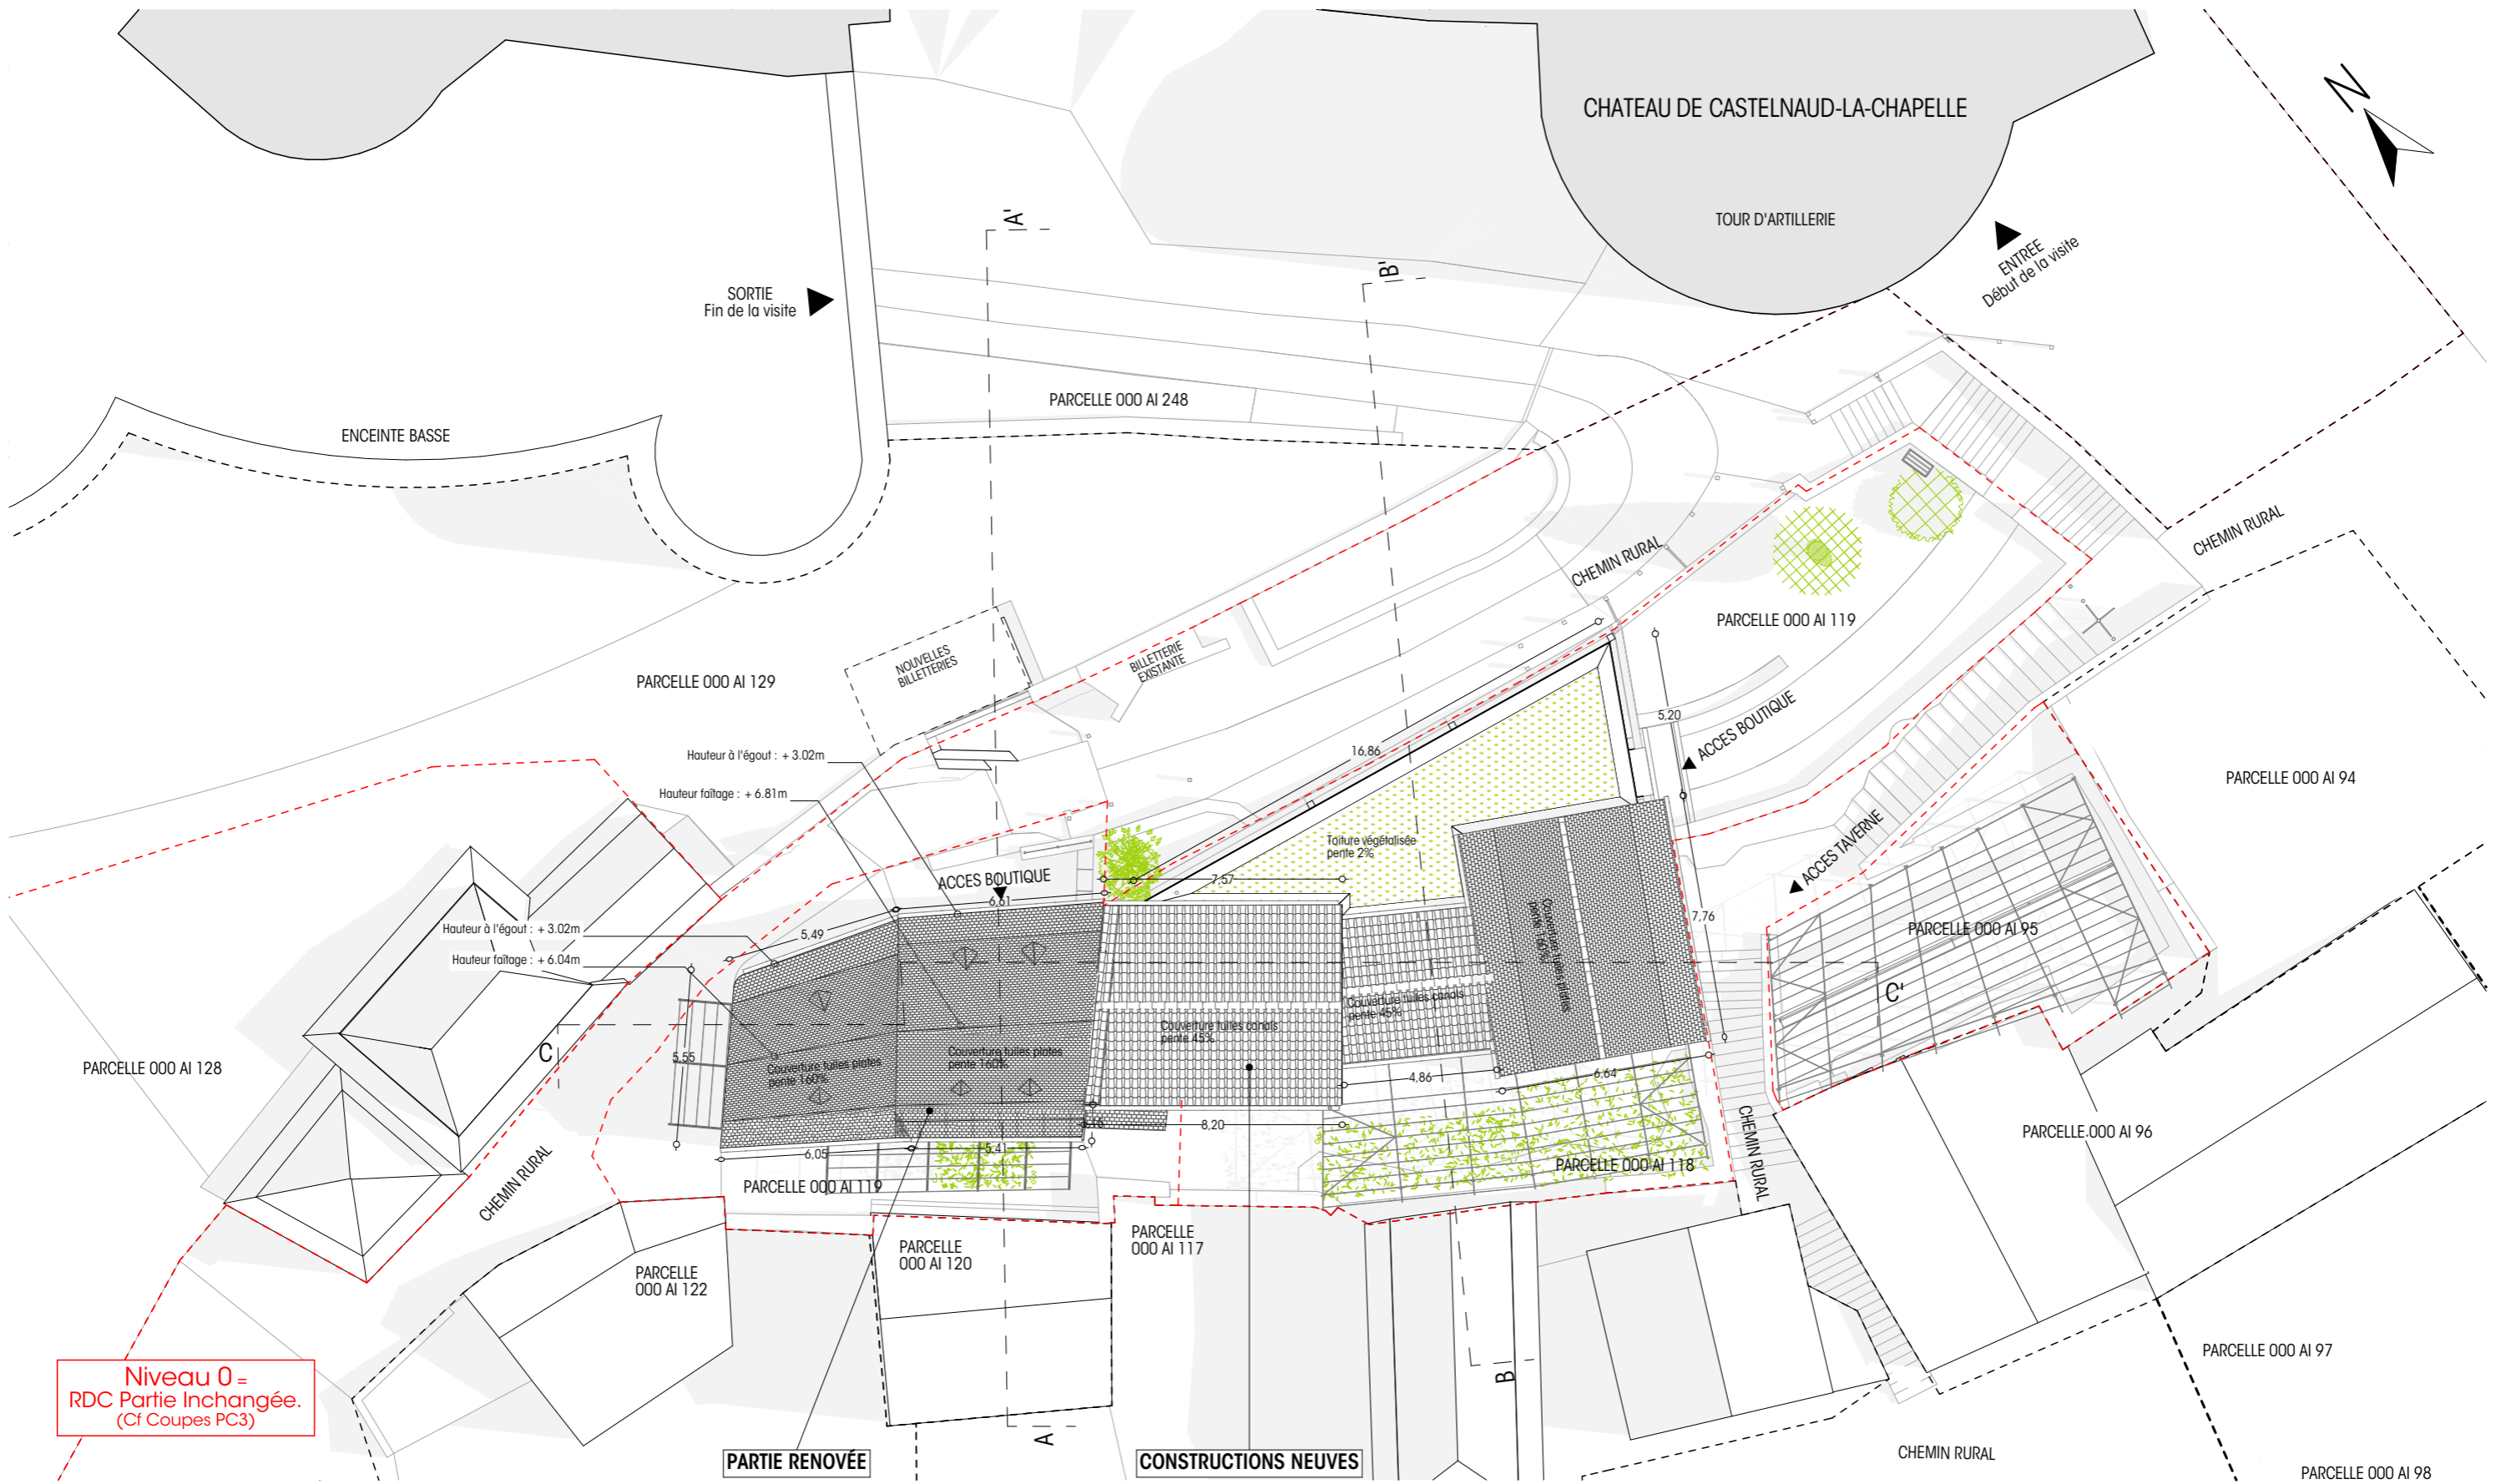 CHATEAU DE CASTELNAUD-LA-CHAPELLE
N
TOUR D'ARTILLERIE
A'
B'
ENTREE
Début de la visite
SORTIE
Fin de la visite
PARCELLE 000 AI 248
ENCEINTE BASSE
CHEMIN RURAL
CHEMIN RURAL
PARCELLE 000 AI 119
NOUVELLES
BILLETTERIES
BILLETTERIE
EXISTANTE
PARCELLE 000 AI 129
5,20
ACCES BOUTIQUE
16,86
Hauteur à l'égout : + 3.02m
Hauteur faîtage : + 6.81m
PARCELLE 000 AI 94
Toiture végétalisée
pente 2%
ACCES TAVERNE
ACCES BOUTIQUE
7,57
6,61
5,49
Hauteur à l'égout : + 3.02m
Hauteur faîtage : + 6.04m
Couverture tuiles plates
pente 160%
7,76
PARCELLE 000 AI 95
C'
Couverture tuiles canals
pente 45%
Couverture tuiles canals
pente 45%
C
5,55
Couverture tuiles plates
pente 160%
Couverture tuiles plates
pente 160%
PARCELLE 000 AI 128
4,86
6,64
8,20
6,05
5,41
CHEMIN RURAL
PARCELLE 000 AI 96
PARCELLE 000 AI 118
PARCELLE 000 AI 119
CHEMIN RURAL
PARCELLE
000 AI 117
PARCELLE
000 AI 120
PARCELLE
000 AI 122
Niveau 0 =
RDC Partie Inchangée.
(Cf Coupes PC3)
PARCELLE 000 AI 97
B
A
PARTIE RENOVÉE
CONSTRUCTIONS NEUVES
CHEMIN RURAL
PARCELLE 000 AI 98